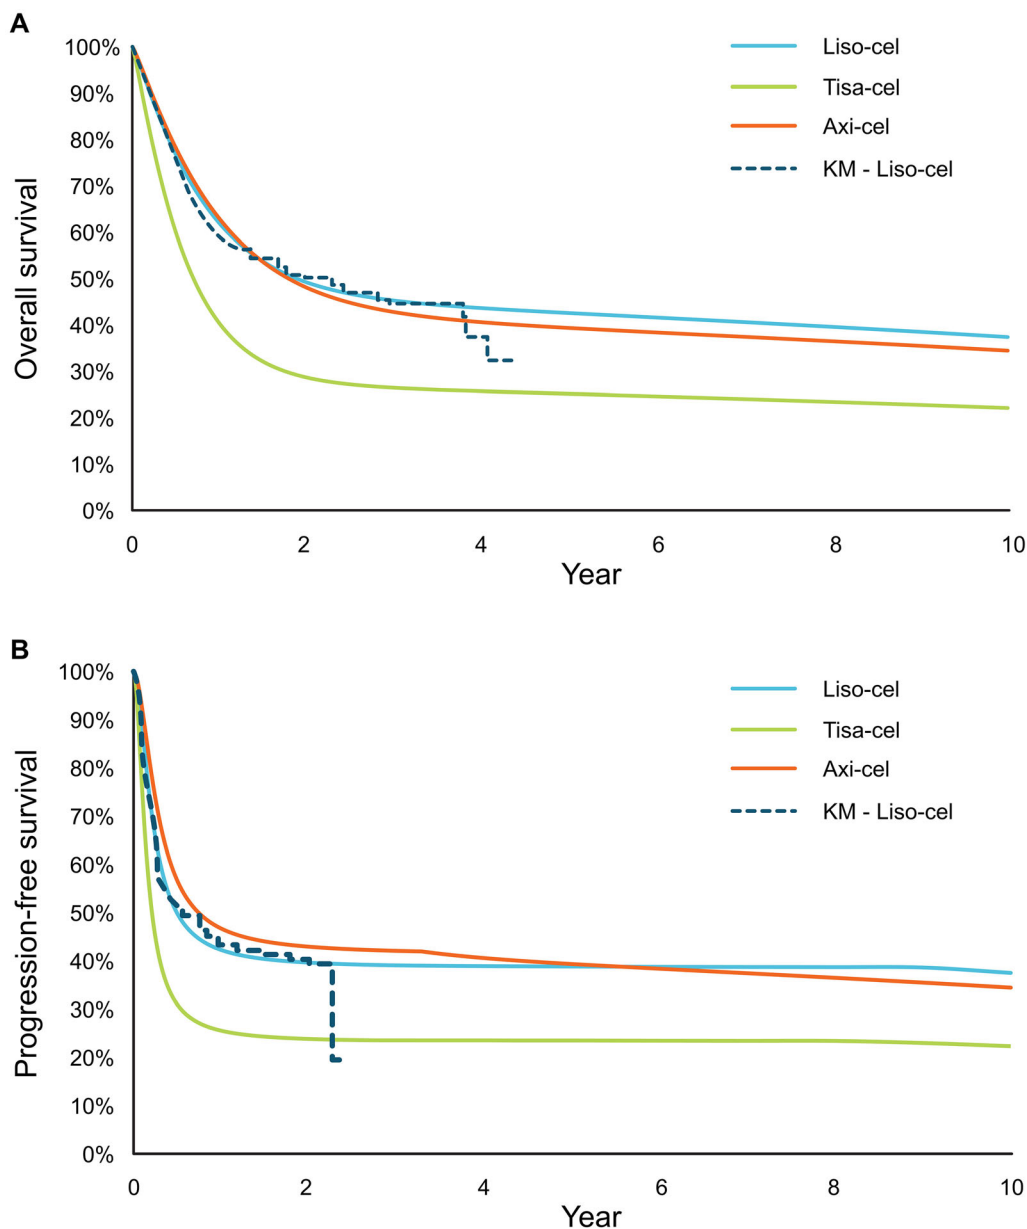 A
100%
90%
80%
70%
60%
50%
40%
30%
20%
10%
0%
Overall survival
0 2 4 6 8 10
Year
Liso-cel
Tisa-cel
Axi-cel
KM - Liso-cel
B
100%
90%
80%
70%
60%
50%
40%
30%
20%
10%
0%
Progression-free survival
0 2 4 6 8 10
Year
Liso-cel
Tisa-cel
Axi-cel
KM - Liso-cel